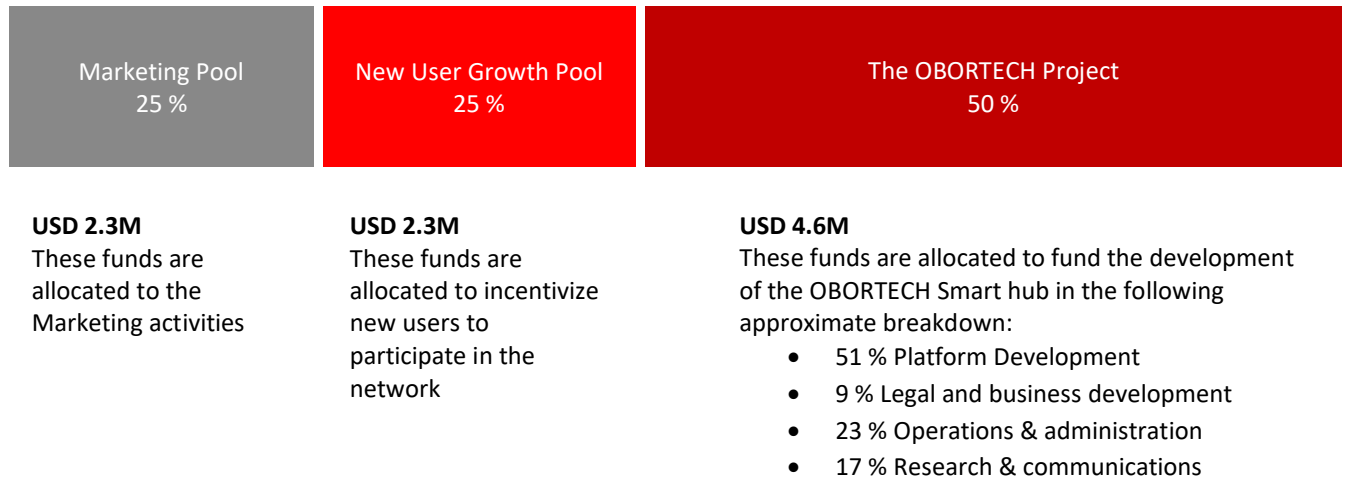 Marketing Pool
25 %
New User Growth Pool
25 %
The OBORTECH Project
50 %
USD 2.3M
These funds are
allocated to the
Marketing activities
USD 2.3M
These funds are
allocated to incentivize
new users to
participate in the
network
USD 4.6M
These funds are allocated to fund the development
of the OBORTECH Smart hub in the following
approximate breakdown:
• 51 % Platform Development
• 9 % Legal and business development
• 23 % Operations & administration
• 17 % Research & communications